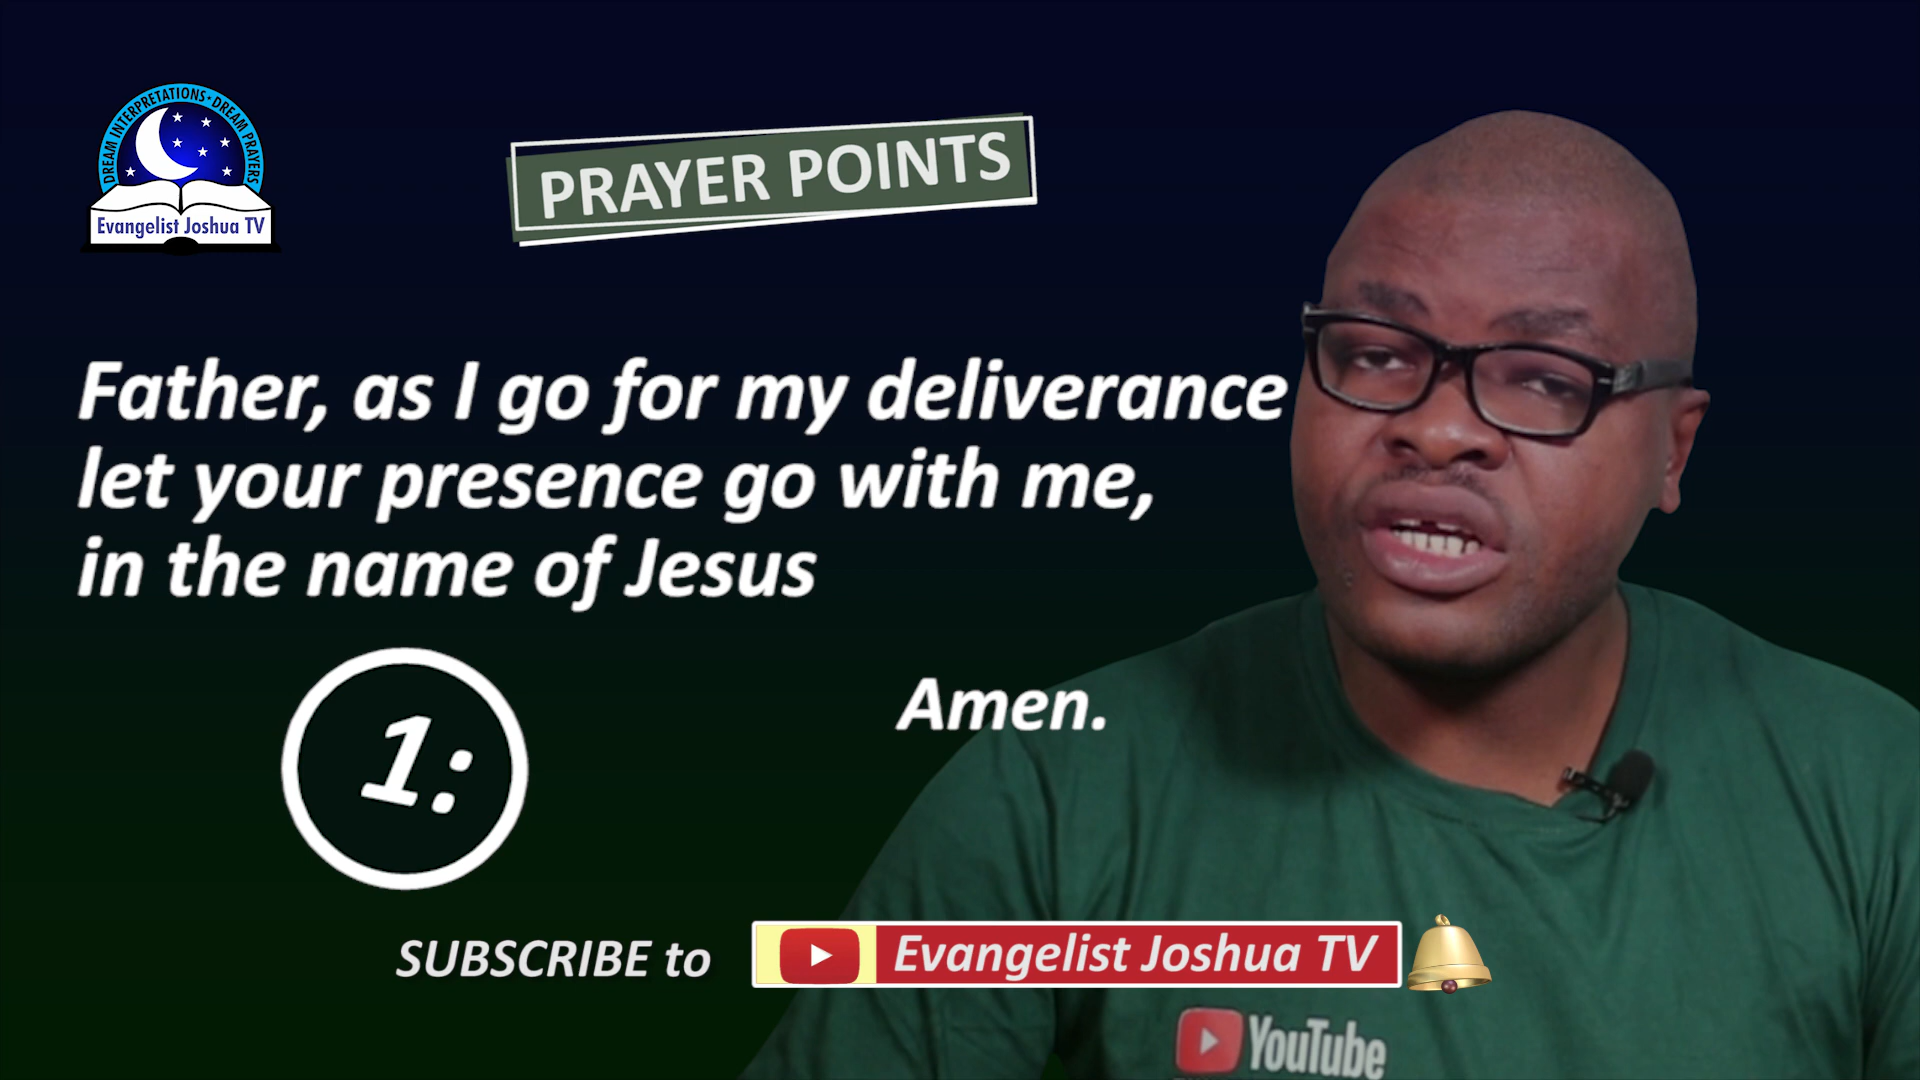 DREAM INTERPRETATIONS • DREAM PRAYERS
Evangelist Joshua TV
PRAYER POINTS
Father, as I go for my deliverance
let your presence go with me,
in the name of Jesus
Amen.
1:
SUBSCRIBE to
Evangelist Joshua TV
YouTube